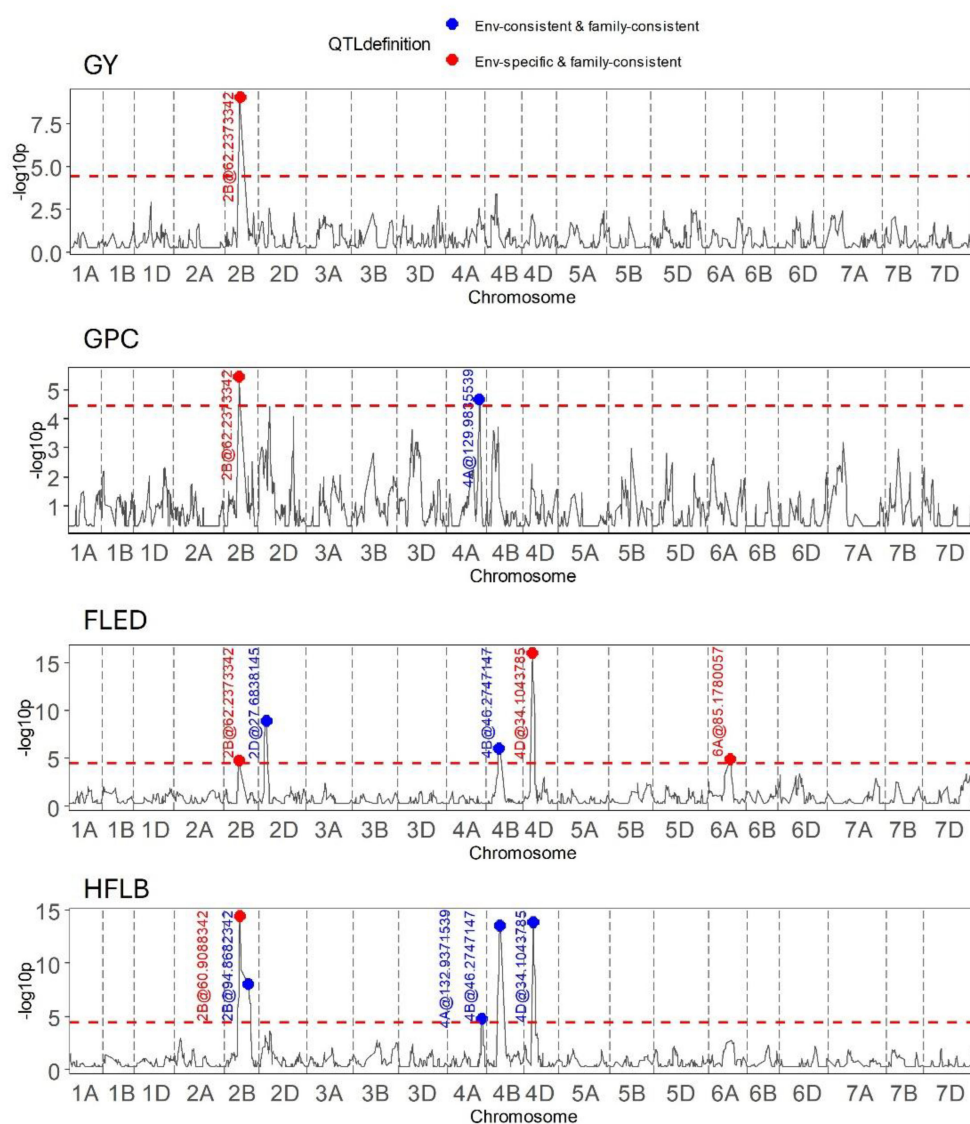 QTLdefinition
Env-consistent & family-consistent
Env-specific & family-consistent
GY
-log10p
7.5
5.0
2.5
0.0
2B@62.2373342
1A 1B 1D 2A 2B 2D 3A 3B 3D 4A 4B 4D 5A 5B 5D 6A 6B 6D 7A 7B 7D
Chromosome
GPC
-log10p
5
4
3
2
1
2B@62.2373342
4A@129.9835539
1A 1B 1D 2A 2B 2D 3A 3B 3D 4A 4B 4D 5A 5B 5D 6A 6B 6D 7A 7B 7D
Chromosome
FLED
-log10p
15
10
5
0
2B@62.2373342
2D@27.6838145
4B@46.2747147
4D@34.1043785
6A@85.1780057
1A 1B 1D 2A 2B 2D 3A 3B 3D 4A 4B 4D 5A 5B 5D 6A 6B 6D 7A 7B 7D
Chromosome
HFLB
-log10p
15
10
5
0
2B@60.9088342
2B@94.8682342
4A@132.9371539
4B@46.2747147
4D@34.1043785
1A 1B 1D 2A 2B 2D 3A 3B 3D 4A 4B 4D 5A 5B 5D 6A 6B 6D 7A 7B 7D
Chromosome